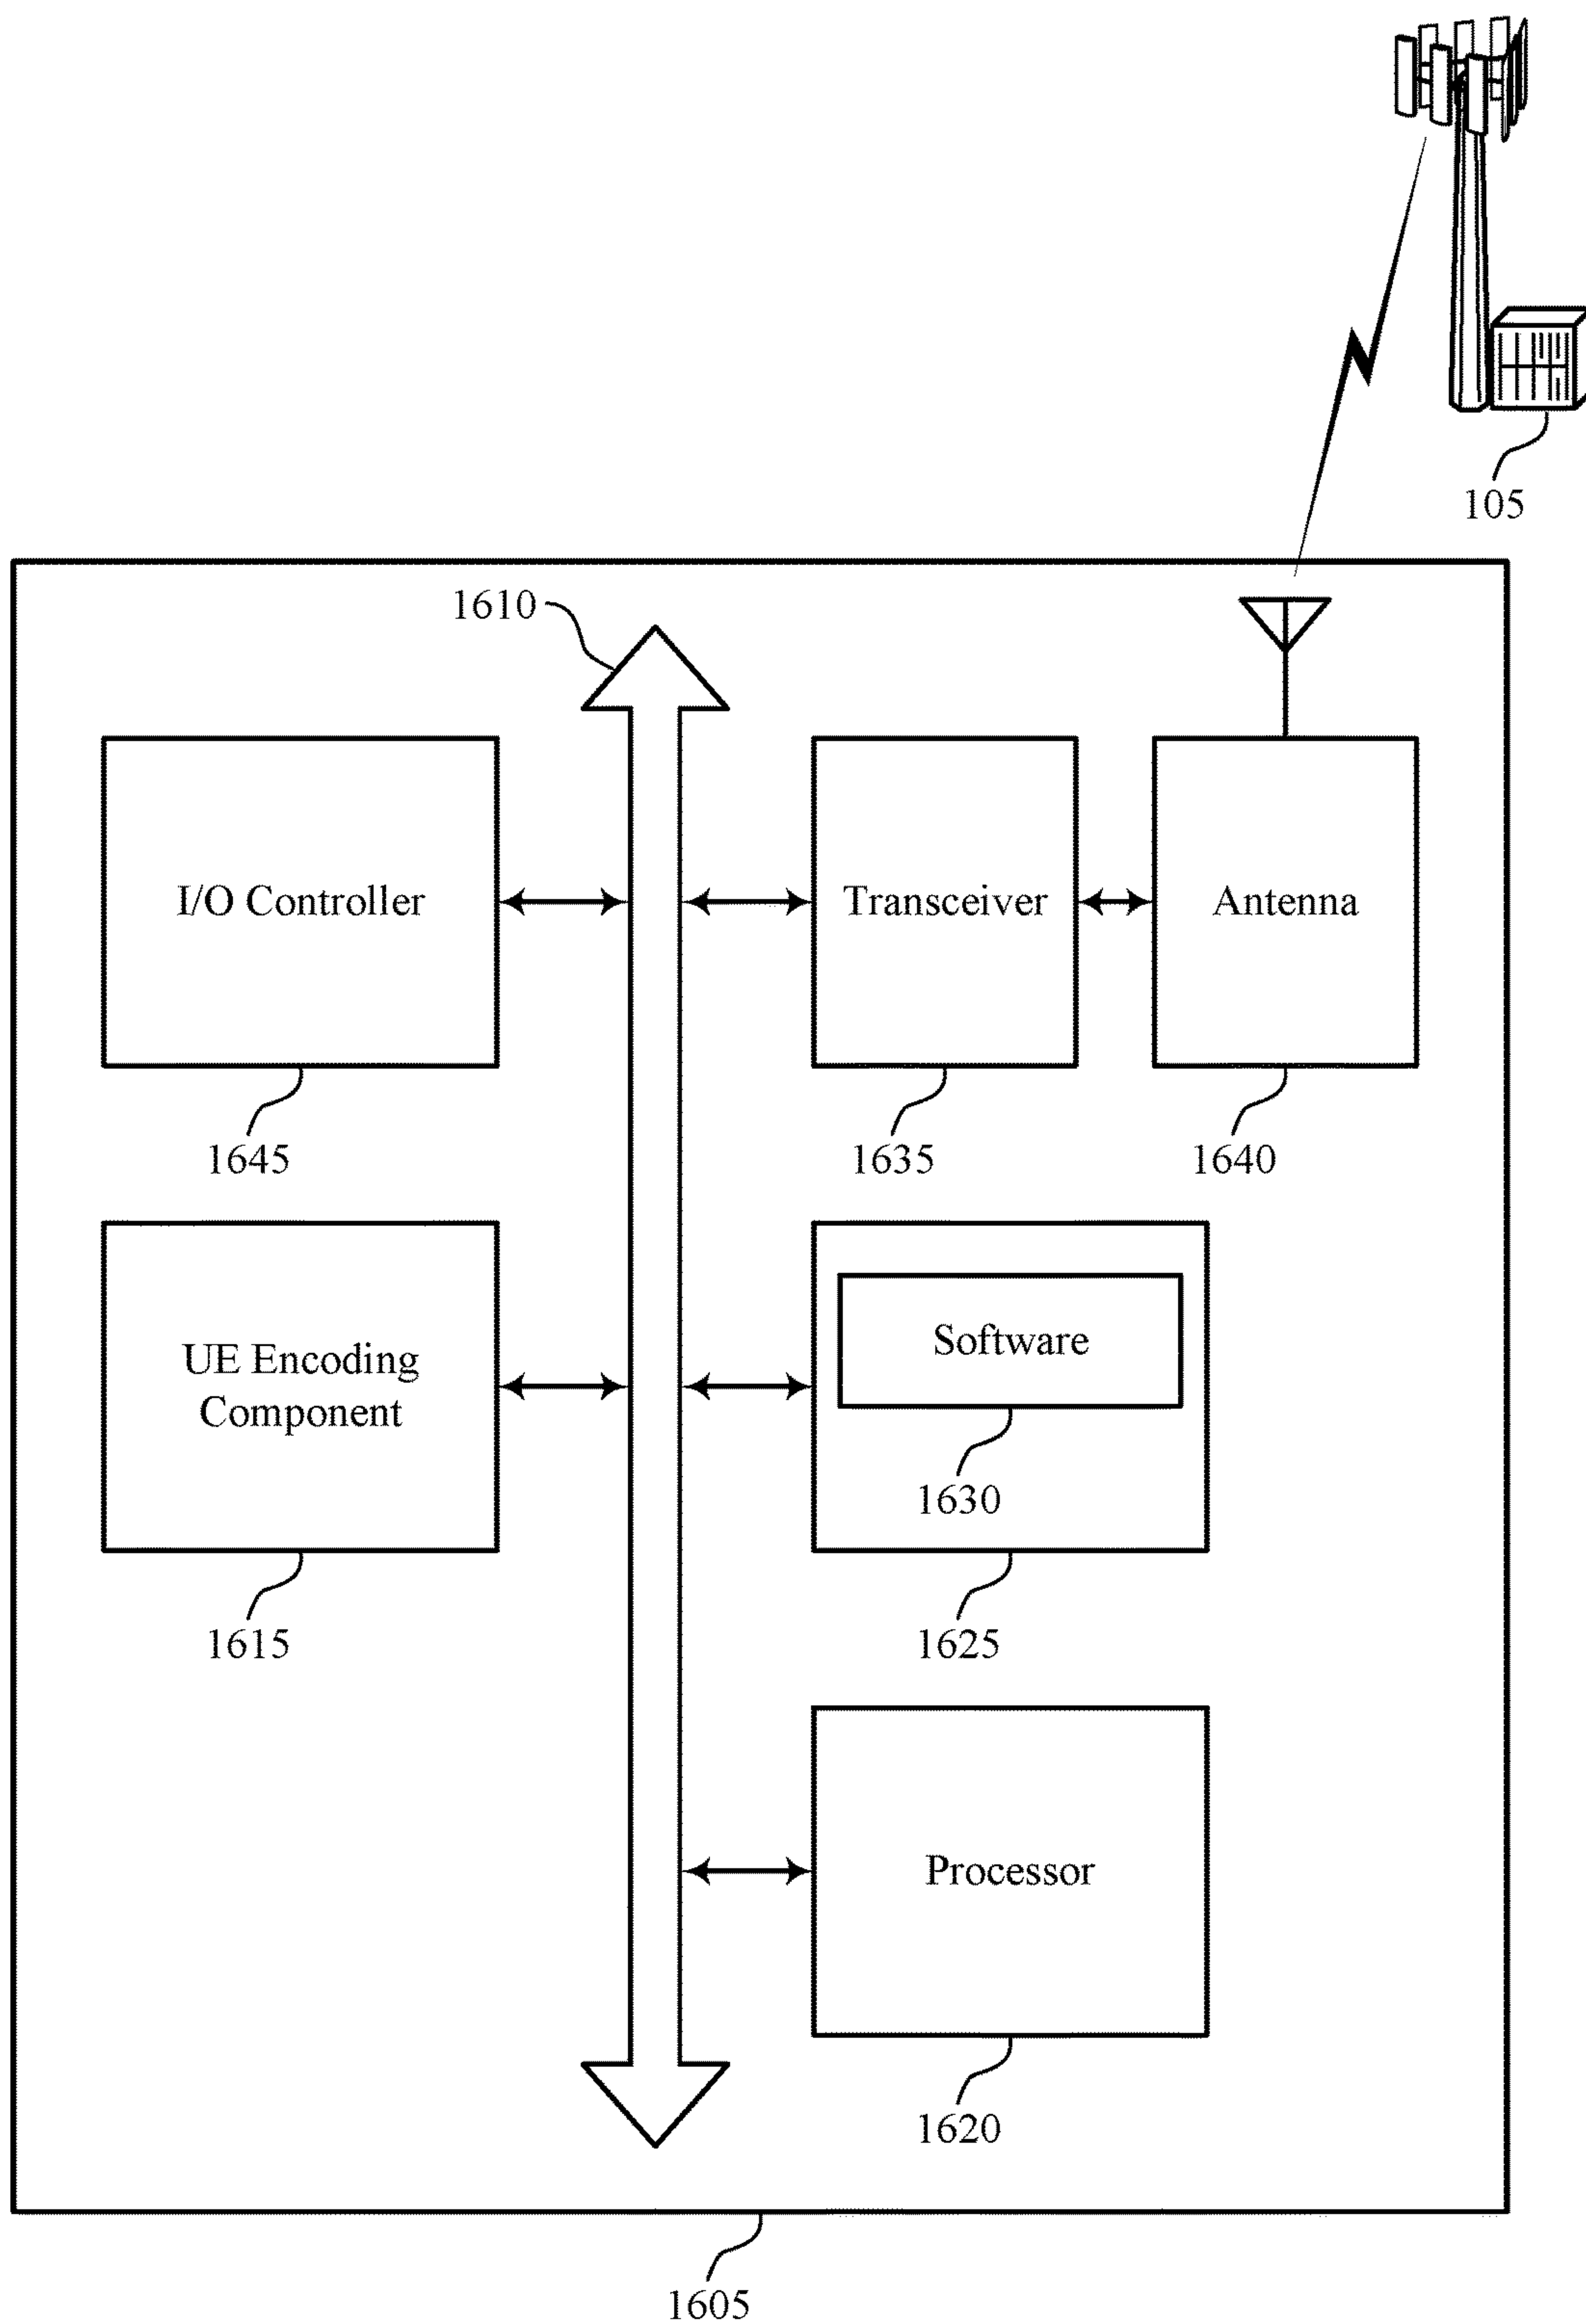 105
1610
I/O Controller
Transceiver
Antenna
1645
1635
1640
UE Encoding
Component
Software
1630
1615
1625
Processor
1620
1605